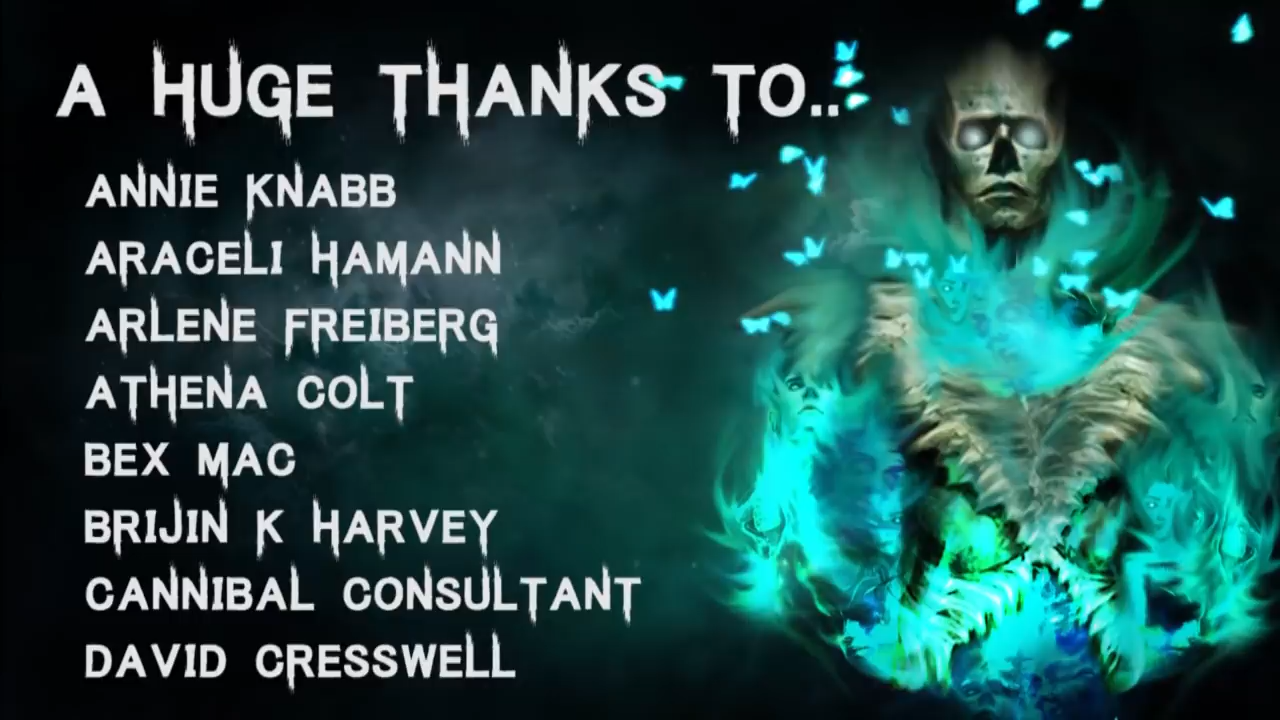 A HUGE THANKS TO..
ANNIE KNABB
ARACELI HAMANN
ARLENE FREIBERG
ATHENA COLT
BEX MAC
BRIJIN K HARVEY
CANNIBAL CONSULTANT
DAVID CRESSWELL